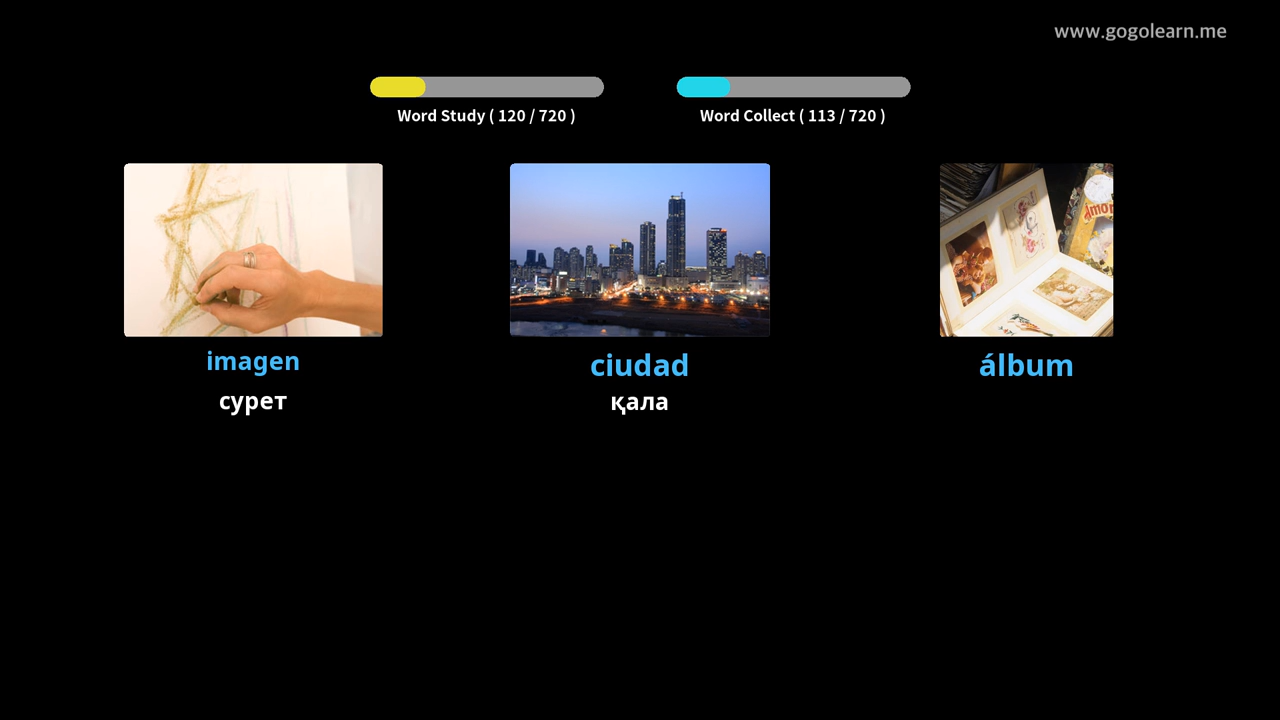 www.gogolearn.me
Word Study ( 120 / 720 )
Word Collect ( 113 / 720 )
imagen
ciudad
álbum
сурет
қала